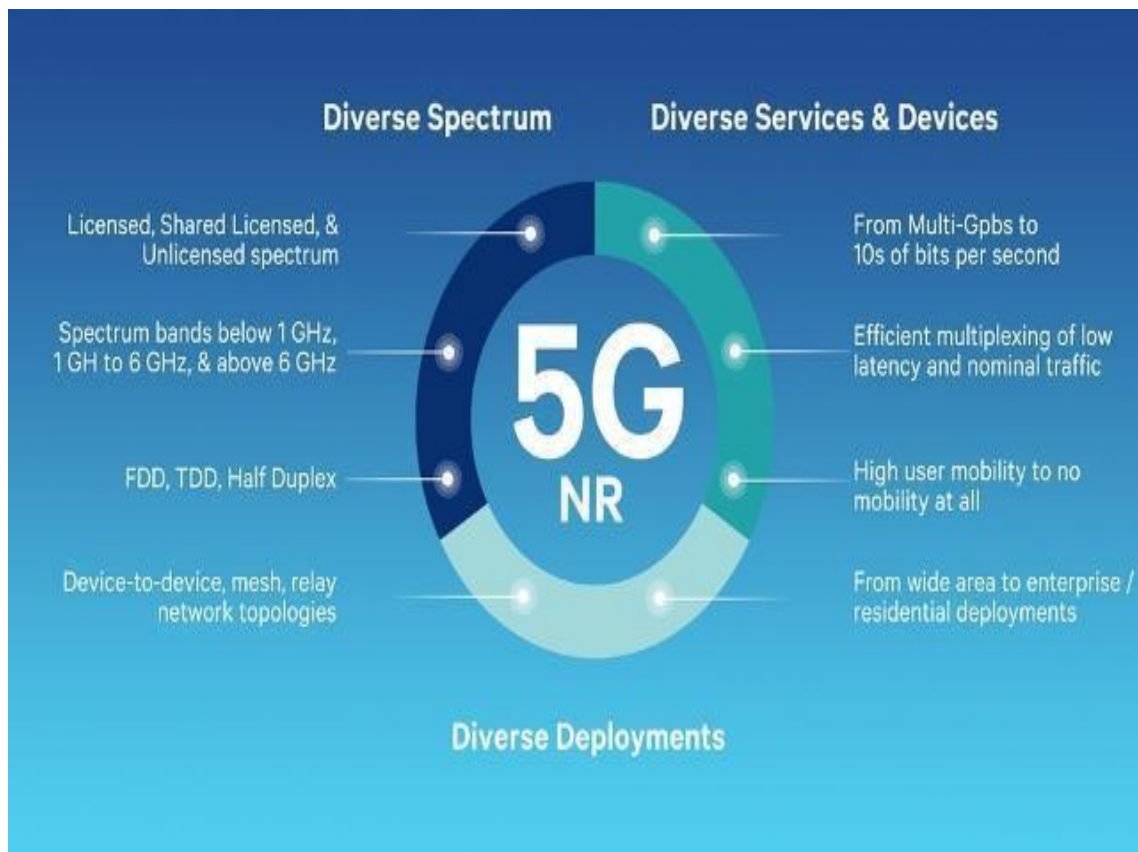 Diverse Spectrum
Licensed, Shared Licensed, &
Unlicensed spectrum
Spectrum bands below 1 GHz,
1 GH to 6 GHz, & above 6 GHz
FDD, TDD, Half Duplex
Device-to-device, mesh, relay
network topologies
5G
NR
Diverse Services & Devices
From Multi-Gpbs to
10s of bits per second
Efficient multiplexing of low
latency and nominal traffic
High user mobility to no
mobility at all
From wide area to enterprise /
residential deployments
Diverse Deployments